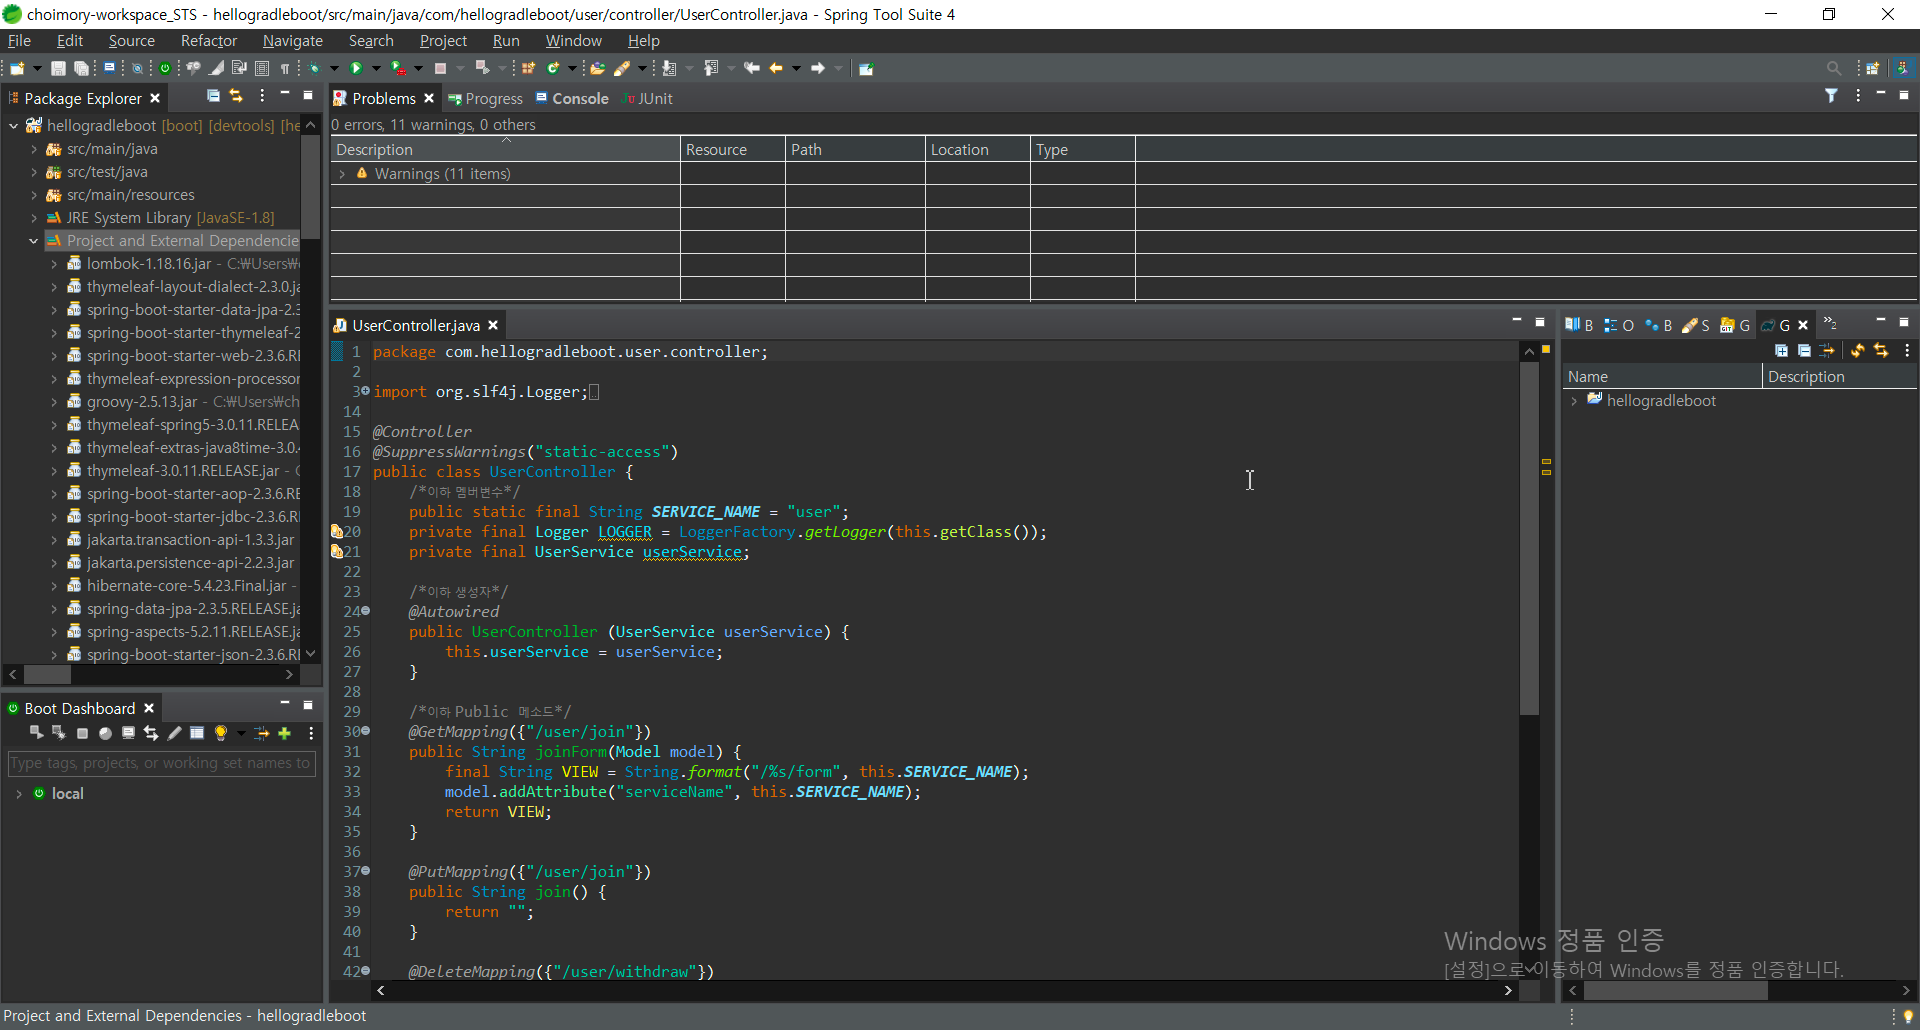 choimory-workspace_STS - hellogradleboot/src/main/java/com/hellogradleboot/user/controller/UserController.java - Spring Tool Suite 4
File Edit Source Refactor Navigate Search Project Run Window Help
Package Explorer
hellogradleboot [boot] [devtools] [he
src/main/java
src/test/java
src/main/resources
JRE System Library [JavaSE-1.8]
Project and External Dependencie
lombok-1.18.16.jar - C:₩Users₩
thymeleaf-layout-dialect-2.3.0.ja
spring-boot-starter-data-jpa-2.3
spring-boot-starter-thymeleaf-2
spring-boot-starter-web-2.3.6.RE
thymeleaf-expression-processor
groovy-2.5.13.jar - C:₩Users₩ch
thymeleaf-spring5-3.0.11.RELEA
thymeleaf-extras-java8time-3.0.
thymeleaf-3.0.11.RELEASE.jar - C
spring-boot-starter-aop-2.3.6.RE
spring-boot-starter-jdbc-2.3.6.RE
jakarta.transaction-api-1.3.3.jar
jakarta.persistence-api-2.2.3.jar
hibernate-core-5.4.23.Final.jar -
spring-data-jpa-2.3.5.RELEASE.ja
spring-aspects-5.2.11.RELEASE.ja
spring-boot-starter-json-2.3.6.RE
Boot Dashboard
Type tags, projects, or working set names to
local
Problems Progress Console JUnit
0 errors, 11 warnings, 0 others
Description Resource Path Location Type
Warnings (11 items)
UserController.java
1 package com.hellogradleboot.user.controller;
2
3 import org.slf4j.Logger;
14
15 @Controller
16 @SuppressWarnings("static-access")
17 public class UserController {
18 /*이하 멤버변수*/
19 public static final String SERVICE_NAME = "user";
20 private final Logger LOGGER = LoggerFactory.getLogger(this.getClass());
21 private final UserService userService;
22
23 /*이하 생성자*/
24 @Autowired
25 public UserController (UserService userService) {
26 this.userService = userService;
27 }
28
29 /*이하 Public 메소드*/
30 @GetMapping({"/user/join"})
31 public String joinForm(Model model) {
32 final String VIEW = String.format("/%s/form", this.SERVICE_NAME);
33 model.addAttribute("serviceName", this.SERVICE_NAME);
34 return VIEW;
35 }
36
37 @PutMapping({"/user/join"})
38 public String join() {
39 return "";
40 }
41
42 @DeleteMapping({"/user/withdraw"})
B O B S G G »2
Name Description
hellogradleboot
Windows 정품 인증
[설정]으로 이동하여 Windows를 정품 인증합니다.
Project and External Dependencies - hellogradleboot